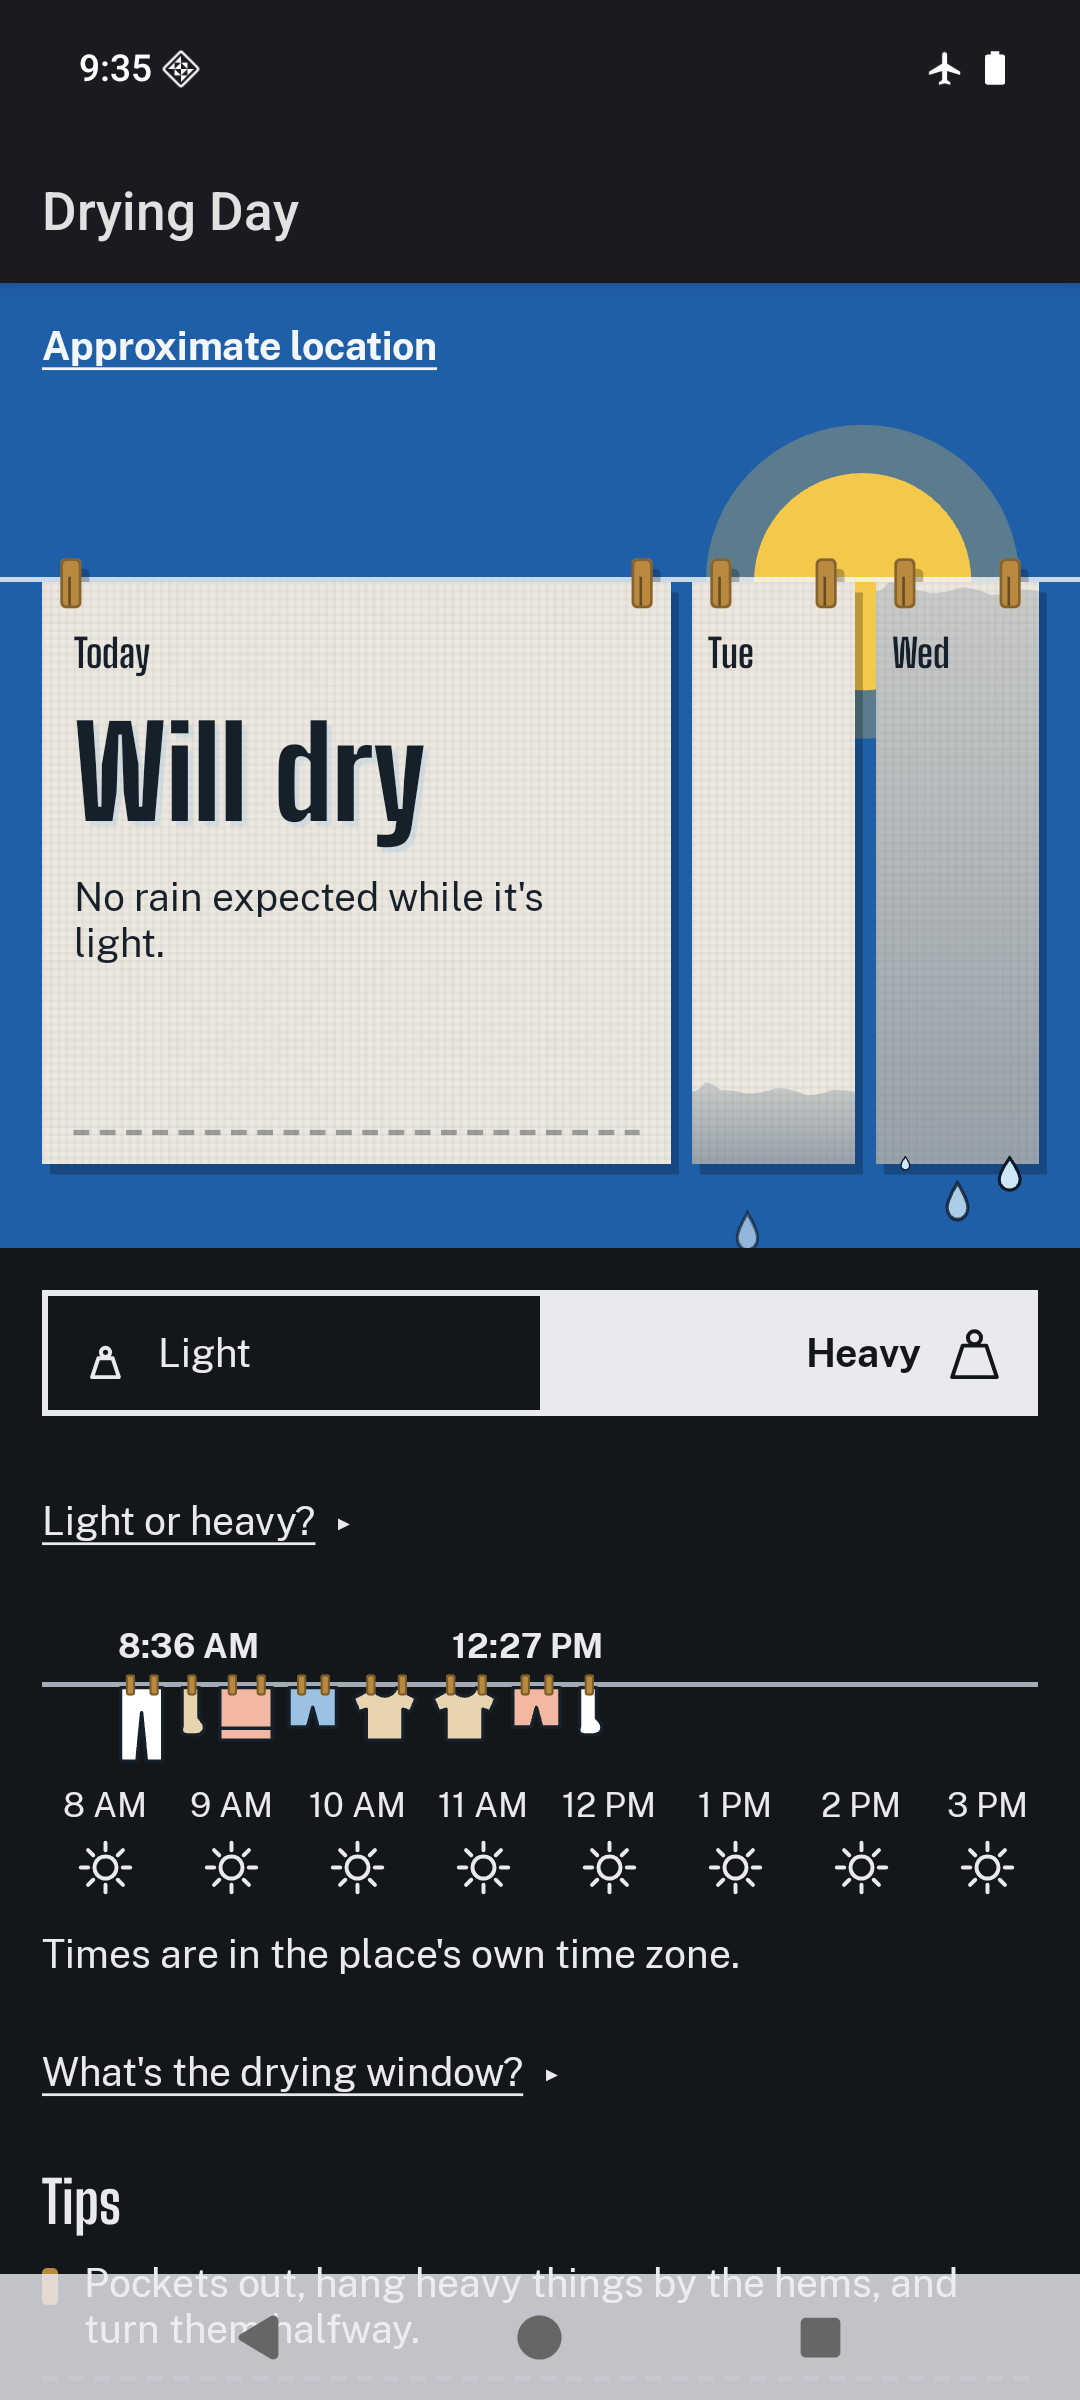 9:35
Drying Day
Approximate location
Today
Will dry
No rain expected while it's
light.
Tue
Wed
Light
Heavy
Light or heavy?
8:36 AM
12:27 PM
8 AM 9 AM 10 AM 11 AM 12 PM 1 PM 2 PM 3 PM
Times are in the place's own time zone.
What's the drying window?
Tips
Pockets out, hang heavy things by the hems, and
turn them halfway.